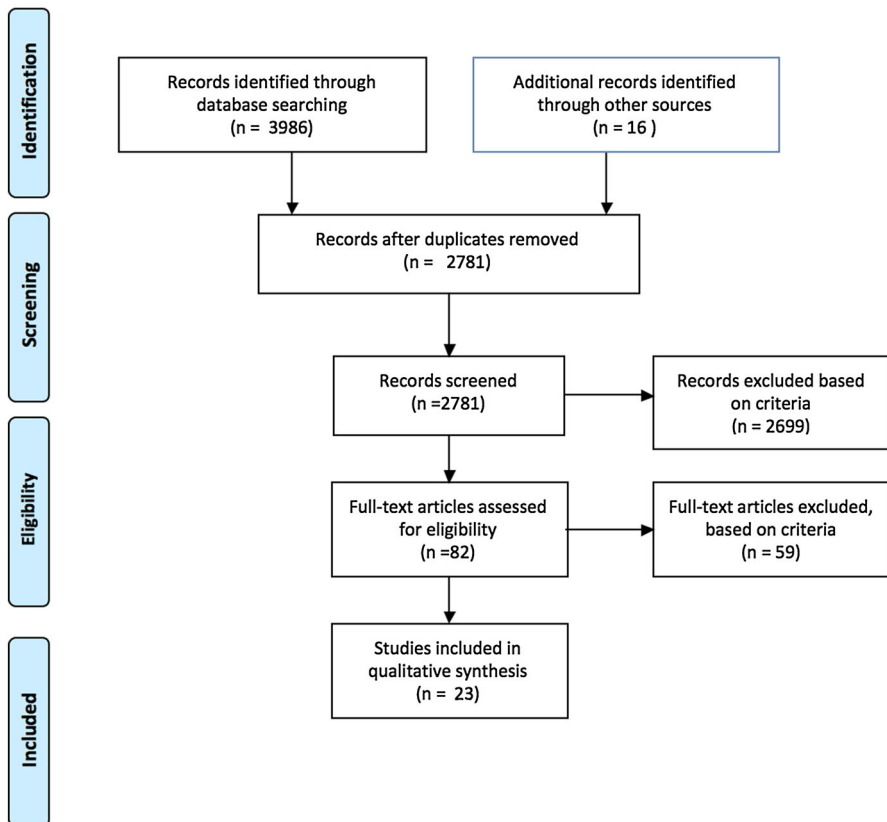 Identification
Records identified through
database searching
(n = 3986)
Additional records identified
through other sources
(n = 16 )
Screening
Records after duplicates removed
(n = 2781)
Records screened
(n =2781)
Records excluded based
on criteria
(n = 2699)
Eligibility
Full-text articles assessed
for eligibility
(n =82)
Full-text articles excluded,
based on criteria
(n = 59)
Included
Studies included in
qualitative synthesis
(n = 23)